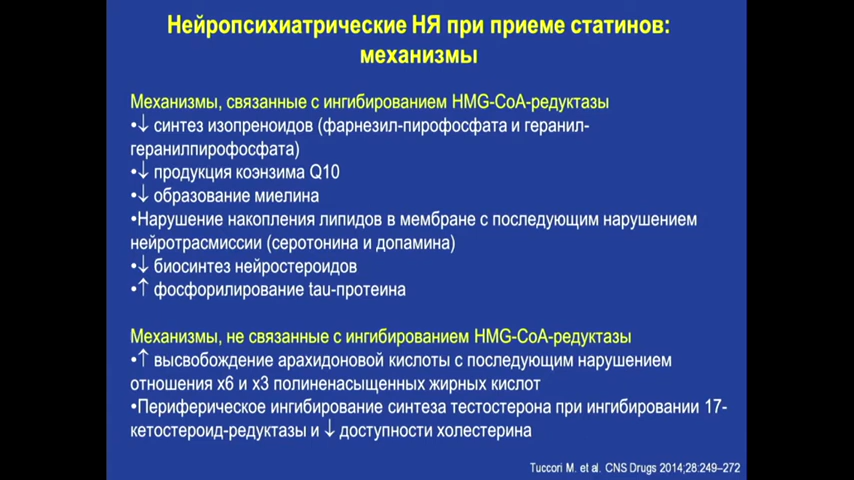 Нейропсихиатрические НЯ при приеме статинов:
механизмы
Механизмы, связанные с ингибированием HMG-CoA-редуктазы
•↓ синтез изопреноидов (фарнезил-пирофосфата и геранил-
геранилпирофосфата)
•↓ продукция коэнзима Q10
•↓ образование миелина
•Нарушение накопления липидов в мембране с последующим нарушением
нейротрасмиссии (серотонина и допамина)
•↓ биосинтез нейростероидов
•↑ фосфорилирование tau-протеина
Механизмы, не связанные с ингибированием HMG-CoA-редуктазы
•↑ высвобождение арахидоновой кислоты с последующим нарушением
отношения х6 и х3 полиненасыщенных жирных кислот
•Периферическое ингибирование синтеза тестостерона при ингибировании 17-
кетостероид-редуктазы и ↓ доступности холестерина
Tuccori M. et al. CNS Drugs 2014;28:249–272